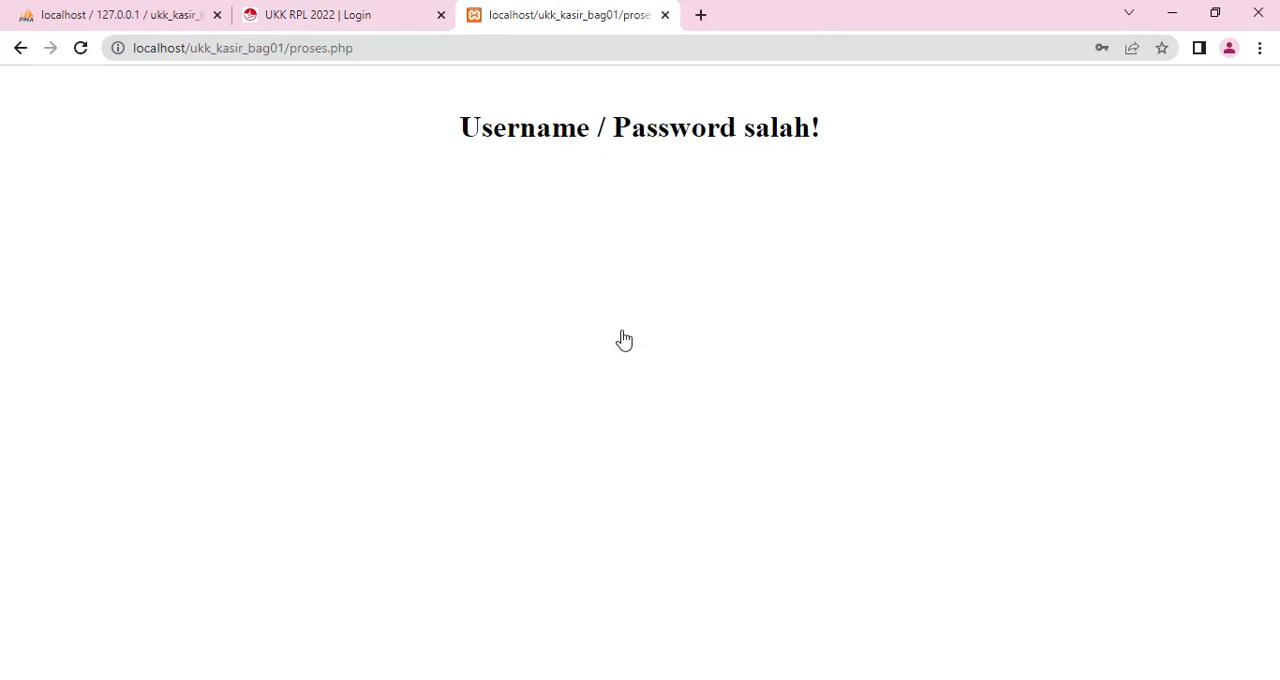 localhost / 127.0.0.1 / ukk_kasir_b
UKK RPL 2022 | Login
localhost/ukk_kasir_bag01/prose
localhost/ukk_kasir_bag01/proses.php
Username / Password salah!